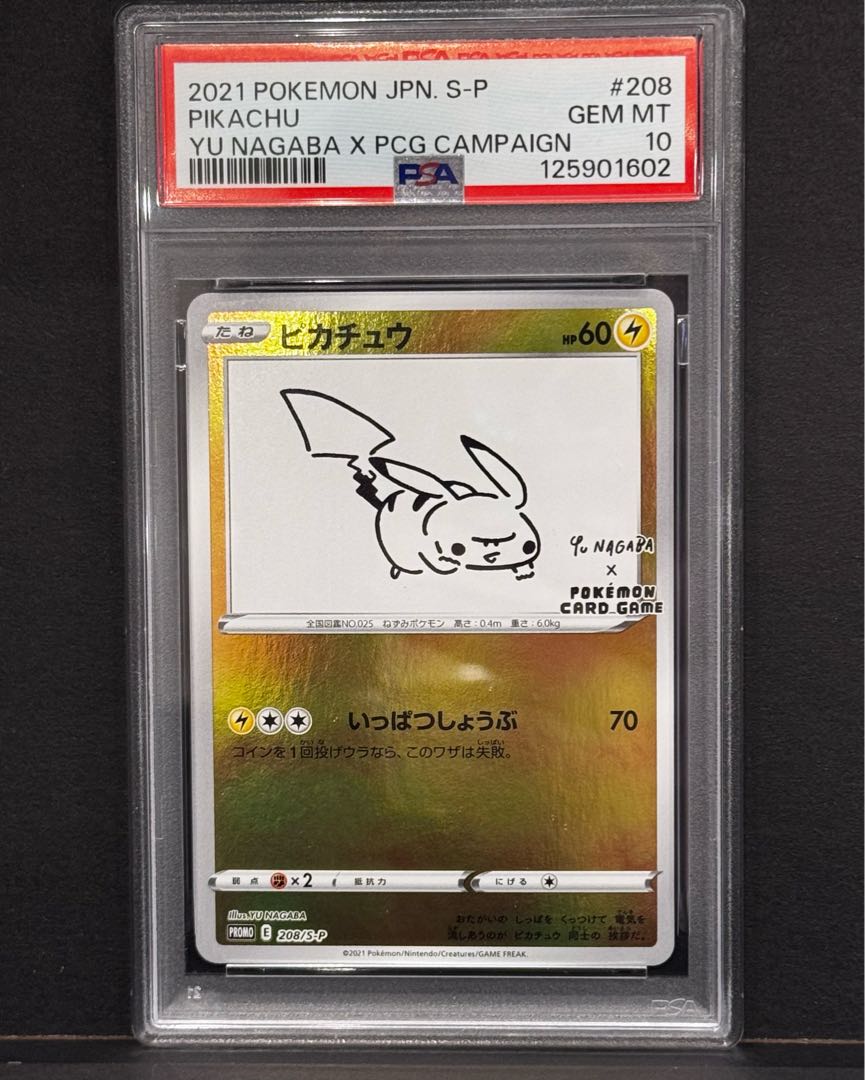 2021 POKEMON JPN. S-P #208
PIKACHU GEM MT
YU NAGABA X PCG CAMPAIGN 10
PSA 125901602
たね ピカチュウ HP60
Yu NAGABA
×
POKÉMON
CARD GAME
全国図鑑NO.025 ねずみポケモン 高さ:0.4m 重さ:6.0kg
いっぱつしょうぶ 70
コインを1回投げウラなら、このワザは失敗。
弱点 ×2 抵抗力 にげる
Illus.YU NAGABA
おたがいの しっぽを くっつけて 電気を
流しあうのが ピカチュウ 同士の 挨拶だ。
PROMO E 208/S-P
©2021 Pokémon/Nintendo/Creatures/GAME FREAK.
PSA